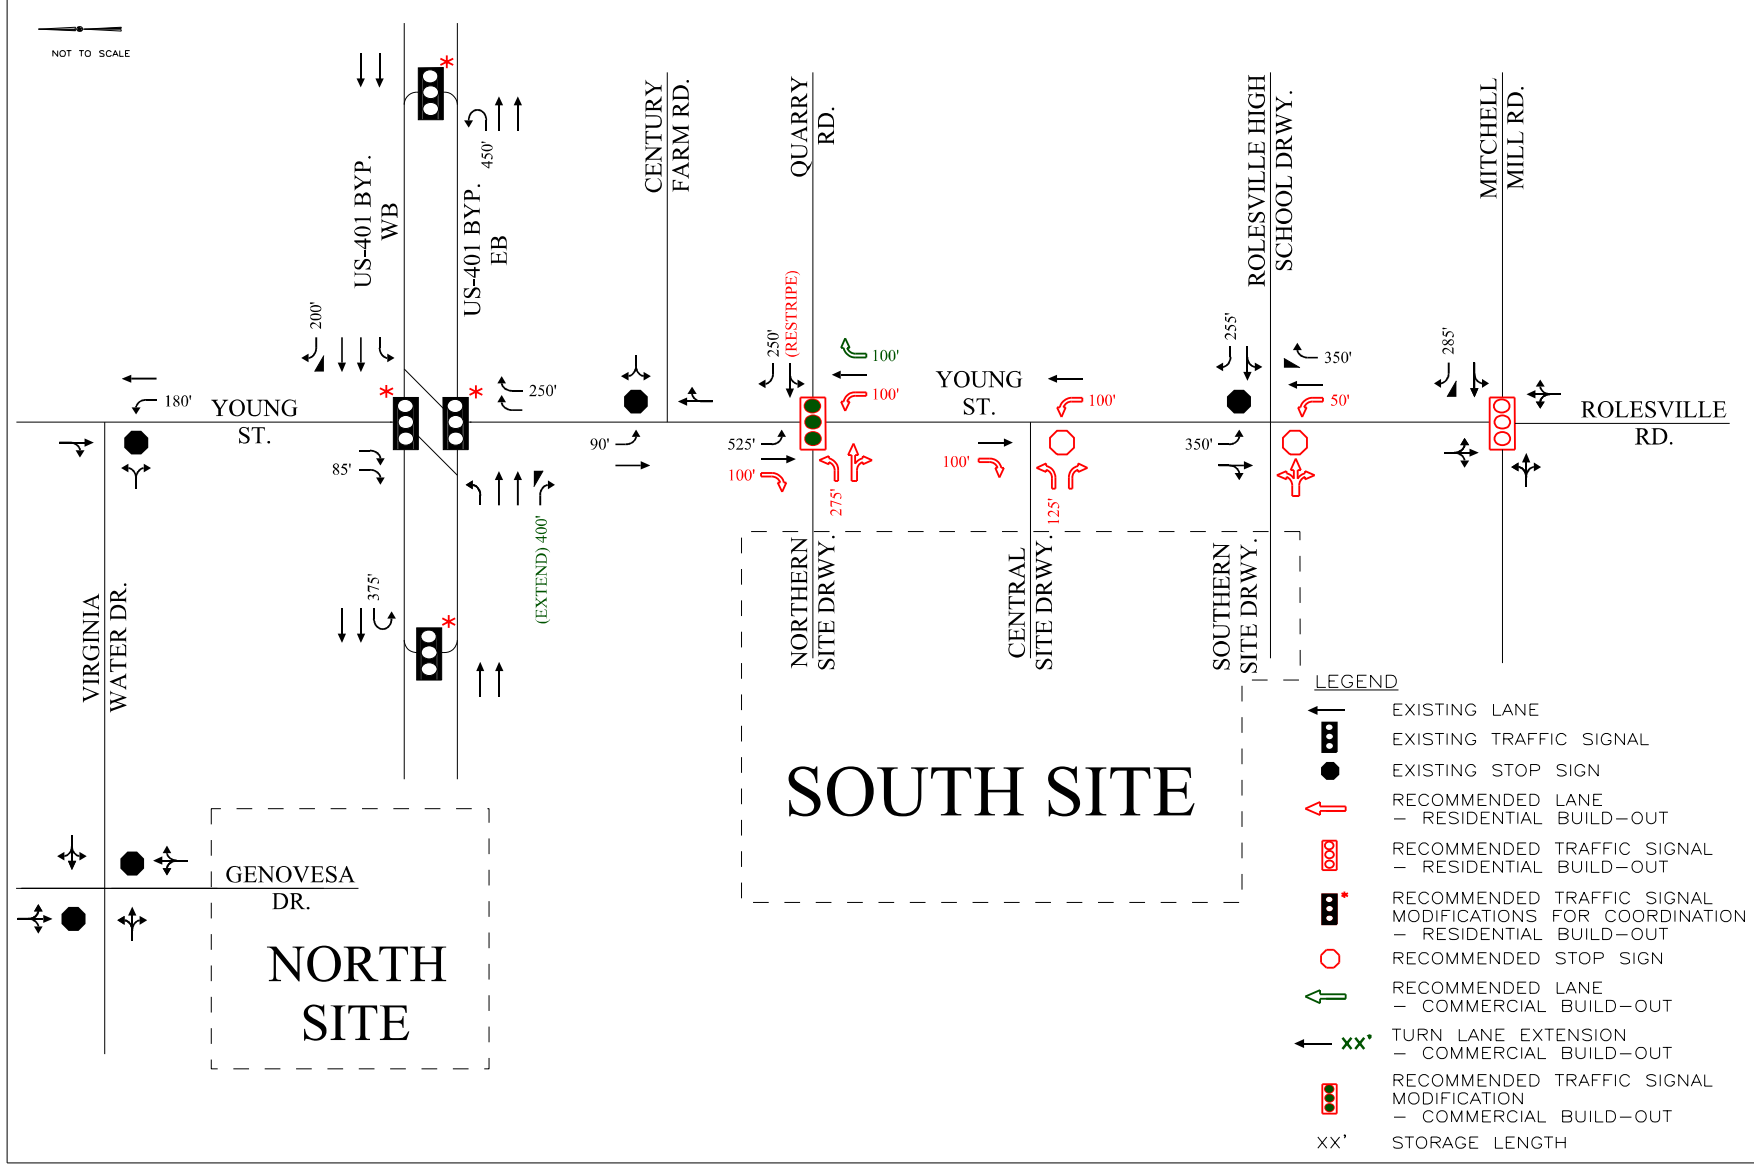 NOT TO SCALE
US-401 BYP.
WB
US-401 BYP.
EB
450'
CENTURY
FARM RD.
QUARRY
RD.
ROLESVILLE HIGH
SCHOOL DRWY.
MITCHELL
MILL RD.
200'
250'
(RESTRIPE)
100'
255'
350'
285'
180'
YOUNG
ST.
250'
100'
YOUNG
ST.
100'
50'
ROLESVILLE
RD.
85'
90'
525'
100'
275'
100'
125'
350'
(EXTEND) 400'
375'
VIRGINIA
WATER DR.
NORTHERN
SITE DRWY.
CENTRAL
SITE DRWY.
SOUTHERN
SITE DRWY.
SOUTH SITE
GENOVESA
DR.
NORTH
SITE
LEGEND
EXISTING LANE
EXISTING TRAFFIC SIGNAL
EXISTING STOP SIGN
RECOMMENDED LANE
- RESIDENTIAL BUILD-OUT
RECOMMENDED TRAFFIC SIGNAL
- RESIDENTIAL BUILD-OUT
RECOMMENDED TRAFFIC SIGNAL
MODIFICATIONS FOR COORDINATION
- RESIDENTIAL BUILD-OUT
RECOMMENDED STOP SIGN
RECOMMENDED LANE
- COMMERCIAL BUILD-OUT
XX' TURN LANE EXTENSION
- COMMERCIAL BUILD-OUT
RECOMMENDED TRAFFIC SIGNAL
MODIFICATION
- COMMERCIAL BUILD-OUT
XX' STORAGE LENGTH